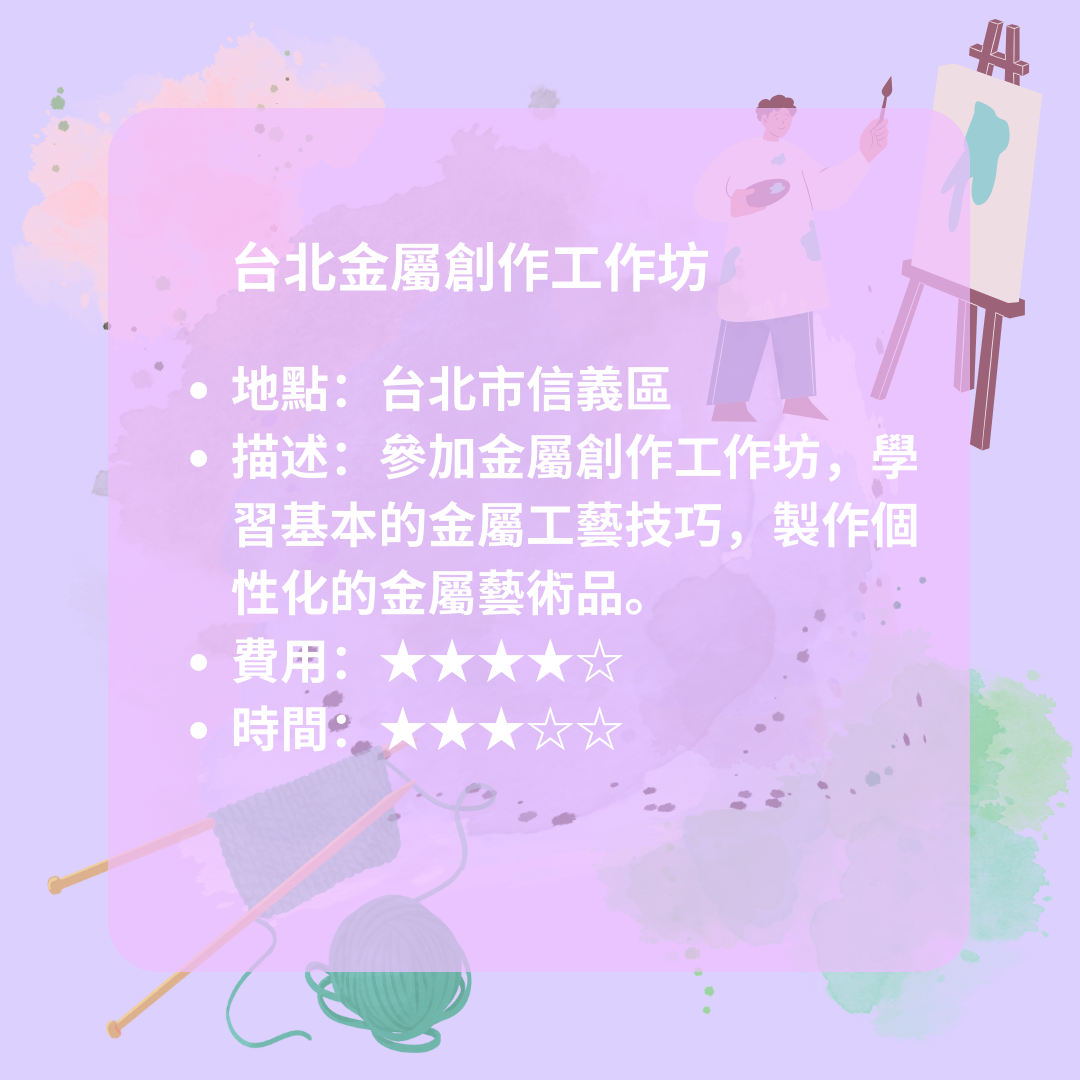 台北金屬創作工作坊
• 地點：台北市信義區
• 描述：參加金屬創作工作坊，學
習基本的金屬工藝技巧，製作個
性化的金屬藝術品。
• 費用：★★★★☆
• 時間：★★★☆☆